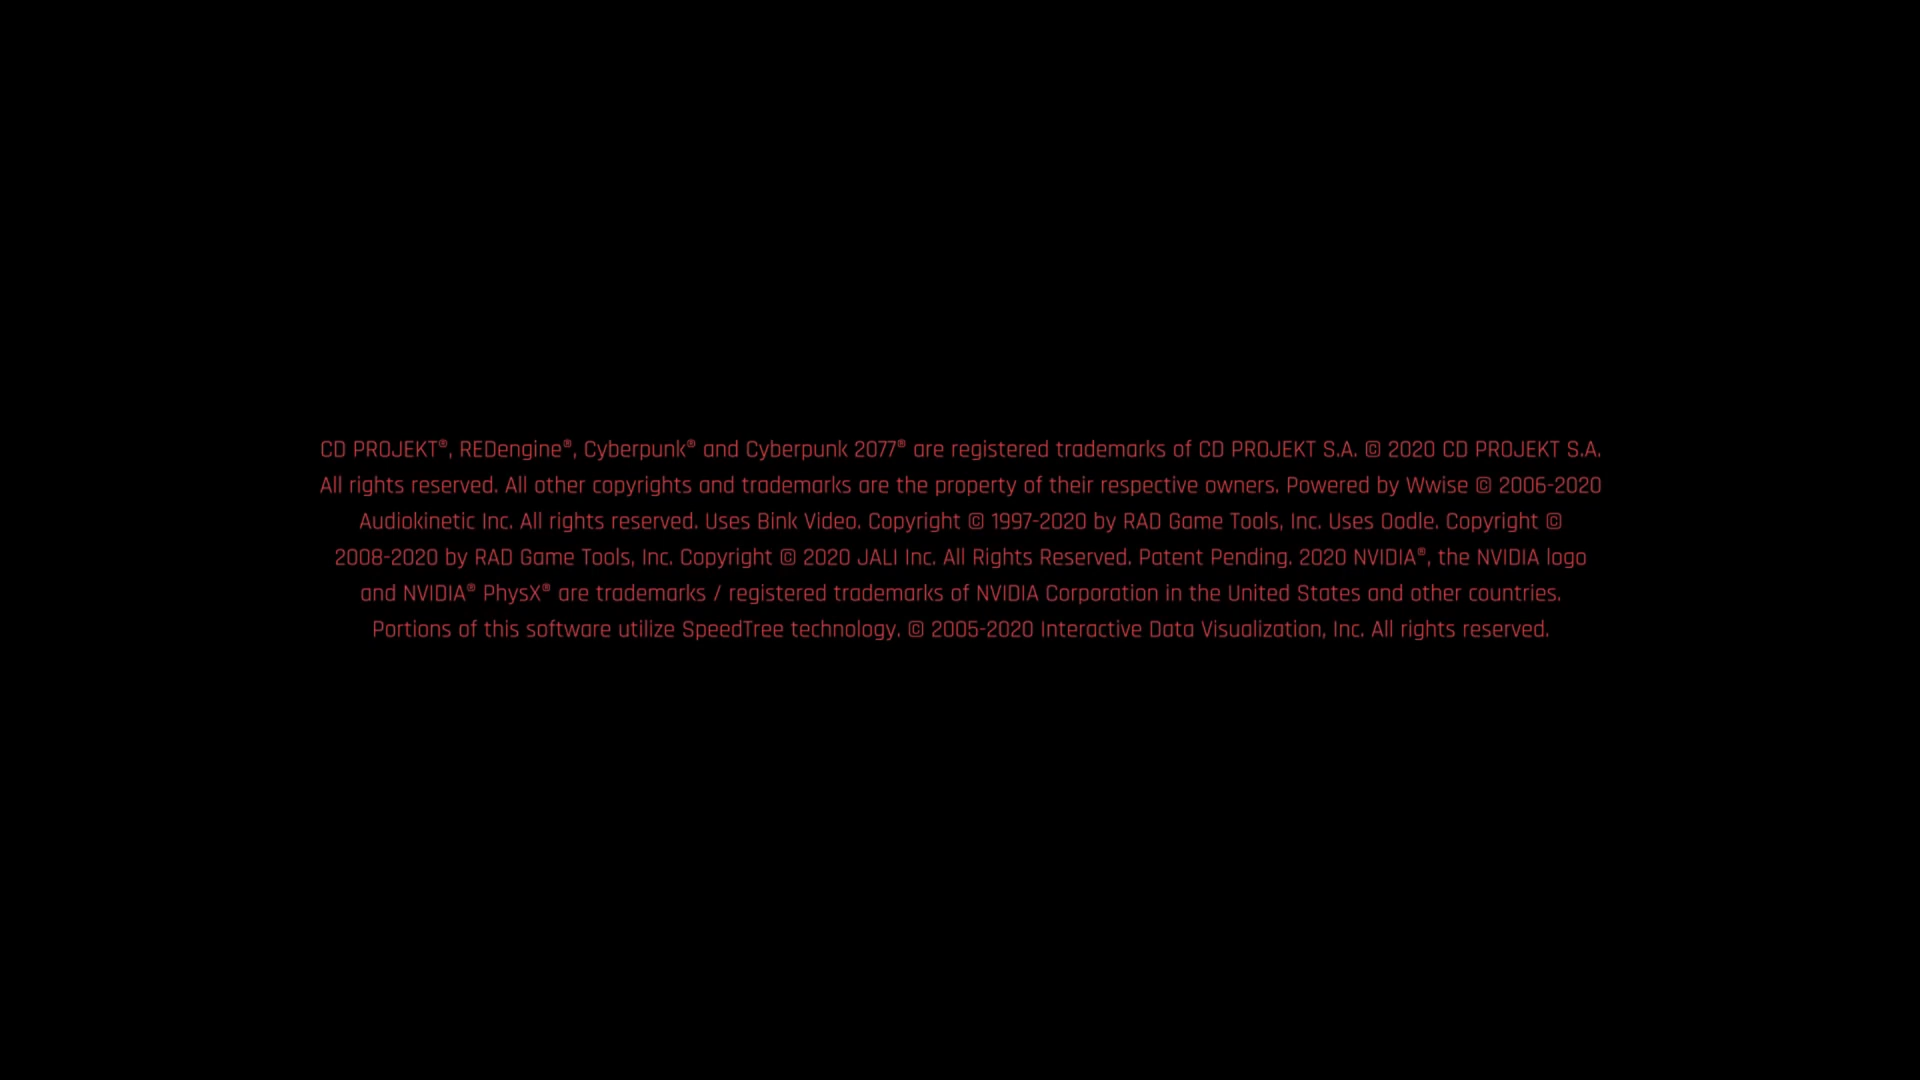 CD PROJEKT®, REDengine®, Cyberpunk® and Cyberpunk 2077® are registered trademarks of CD PROJEKT S.A. © 2020 CD PROJEKT S.A.
All rights reserved. All other copyrights and trademarks are the property of their respective owners. Powered by Wwise © 2006-2020
Audiokinetic Inc. All rights reserved. Uses Bink Video. Copyright © 1997-2020 by RAD Game Tools, Inc. Uses Oodle. Copyright ©
2008-2020 by RAD Game Tools, Inc. Copyright © 2020 JALI Inc. All Rights Reserved. Patent Pending. 2020 NVIDIA®, the NVIDIA logo
and NVIDIA® PhysX® are trademarks / registered trademarks of NVIDIA Corporation in the United States and other countries.
Portions of this software utilize SpeedTree technology. © 2005-2020 Interactive Data Visualization, Inc. All rights reserved.